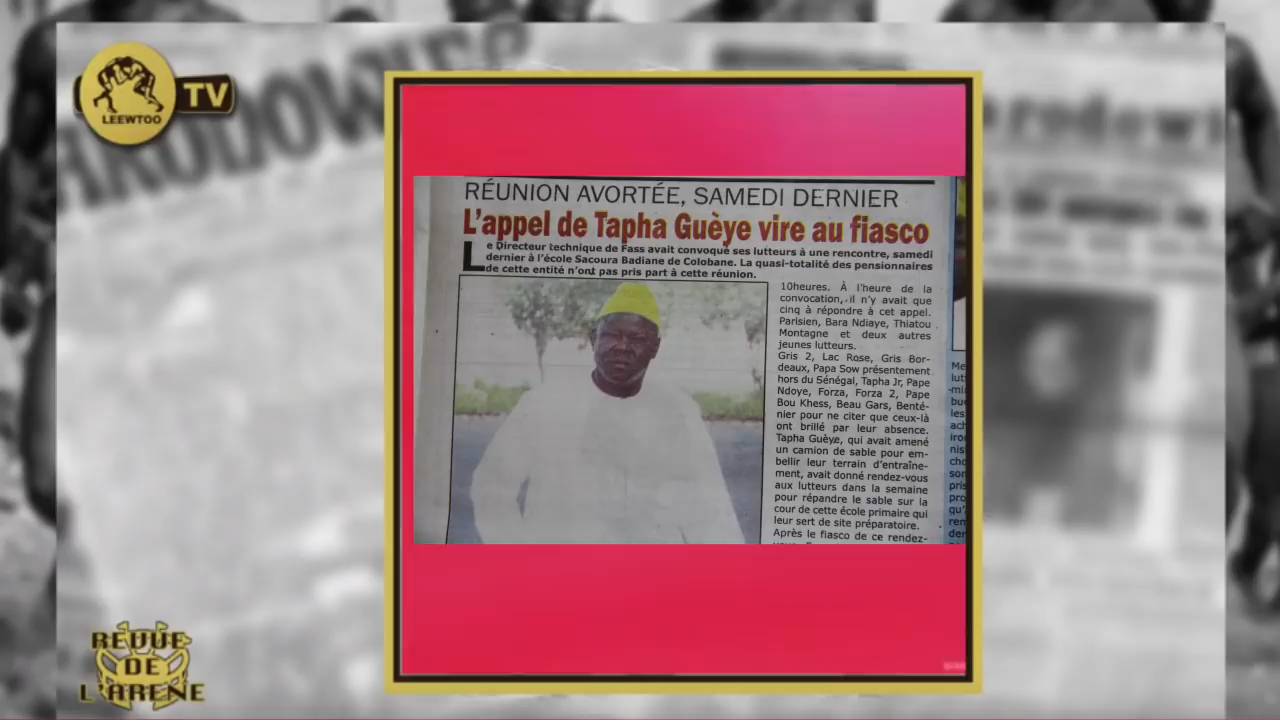 LEEWTOO
TV
RÉUNION AVORTÉE, SAMEDI DERNIER
L'appel de Tapha Guèye vire au fiasco
Le Directeur technique de Fass avait convoqué ses lutteurs à une rencontre, samedi
dernier à l'école Sacoura Badiane de Colobane. La quasi-totalité des pensionnaires
de cette entité n'ont pas pris part à cette réunion.
10heures. À l'heure de la
convocation, il n'y avait que
cinq à répondre à cet appel.
Parisien, Bara Ndiaye, Thiatou
Montagne et deux autres
jeunes lutteurs.
Gris 2, Lac Rose, Gris Bor-
deaux, Papa Sow présentement
hors du Sénégal, Tapha Jr, Pape
Ndoye, Forza, Forza 2, Pape
Bou Khess, Beau Gars, Benté-
nier pour ne citer que ceux-là
ont brillé par leur absence.
Tapha Guèye, qui avait amené
un camion de sable pour em-
bellir leur terrain d'entraîne-
ment, avait donné rendez-vous
aux lutteurs dans la semaine
pour répandre le sable sur la
cour de cette école primaire qui
leur sert de site préparatoire.
Après le fiasco de ce rendez-
REVUE
DE
L'ARENE